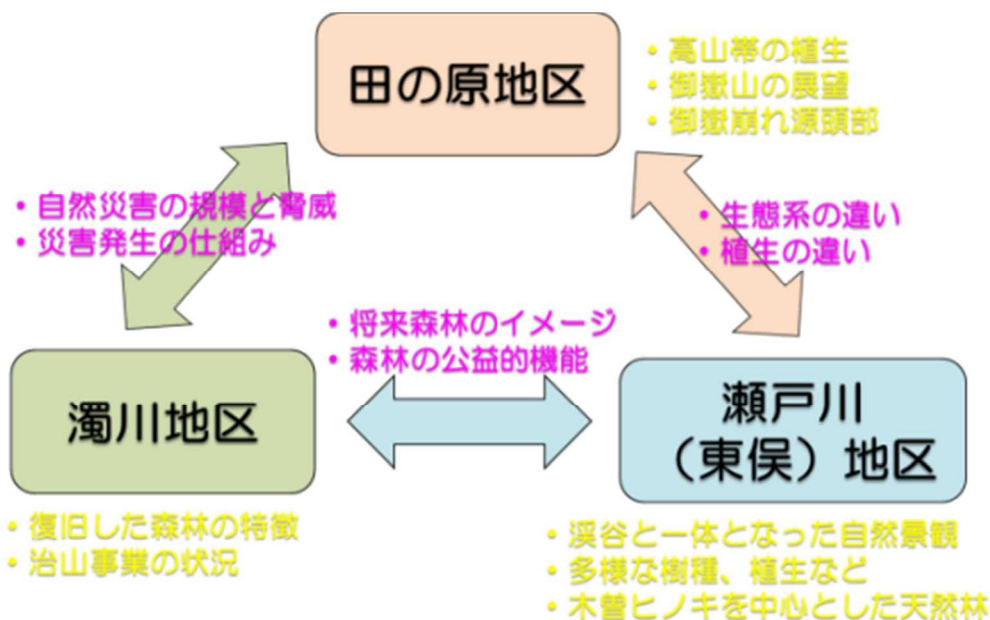 田の原地区
・高山帯の植生
・御嶽山の展望
・御嶽崩れ源頭部
・自然災害の規模と脅威
・災害発生の仕組み
・生態系の違い
・植生の違い
・将来森林のイメージ
・森林の公益的機能
濁川地区
瀬戸川
（東俣）地区
・復旧した森林の特徴
・治山事業の状況
・渓谷と一体となった自然景観
・多様な樹種、植生など
・木曽ヒノキを中心とした天然林